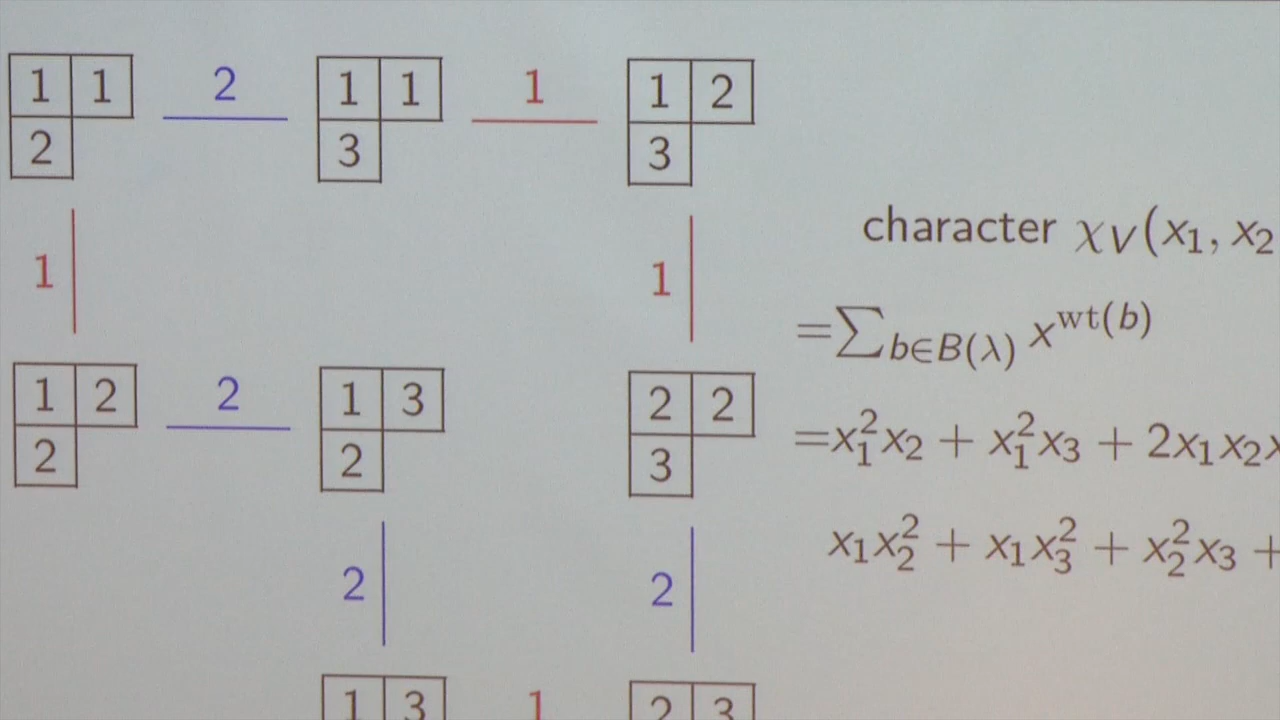 1 1 2 1 1 1 1 2
2 3 3
character χ_V(x_1, x_2
1 1
=∑_{b∈B(λ)} x^{wt(b)}
1 2 2 1 3 2 2
2 2 3
=x_1^2x_2 + x_1^2x_3 + 2x_1x_2x
x_1x_2^2 + x_1x_3^2 + x_2^2x_3 +
2 2
1 3 1 2 3